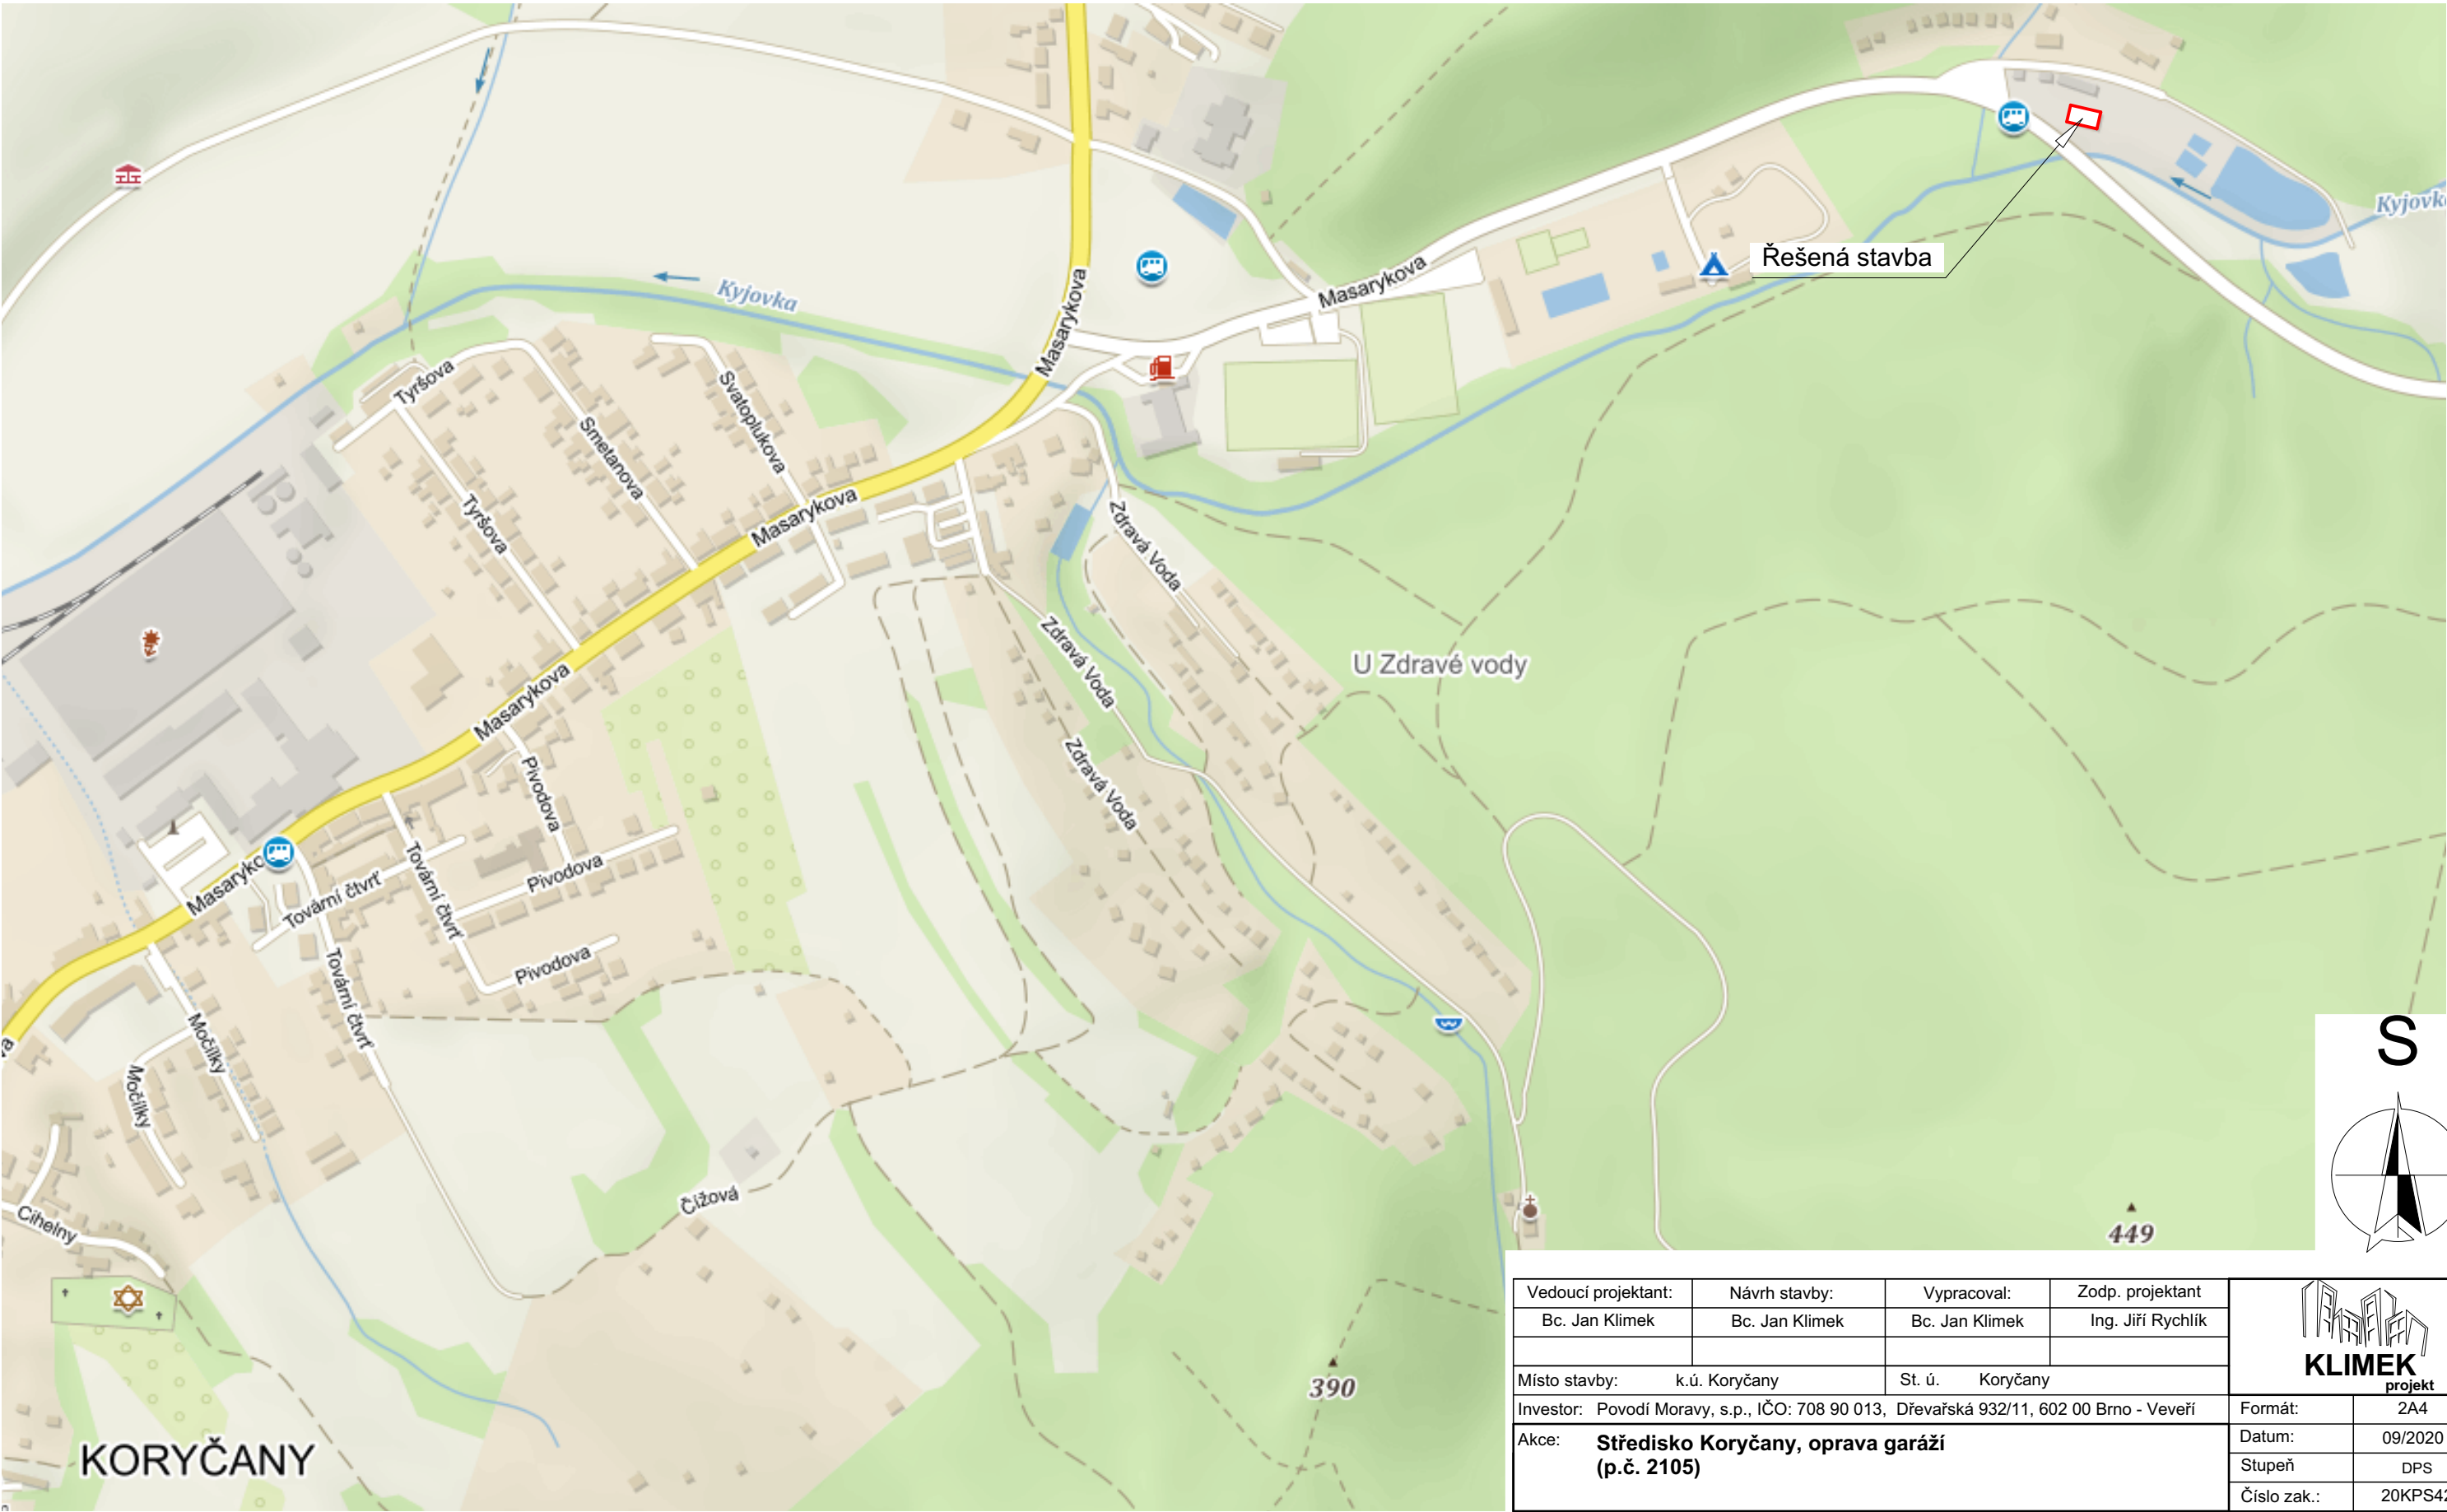 Kyjovka
Řešená stavba
Masarykova
Kyjovka
Masarykova
Tyršova
Svatoplukova
Smetanova
Tyršova
Masarykova
Zdravá Voda
Zdravá Voda
U Zdravé vody
Masarykova
Zdravá Voda
Pivodova
Tovární čtvrť
Pivodova
Tovární čtvrť
Pivodova
Tovární čtvrť
Močilky
Močilky
Čížová
Cihelny
449
390
KORYČANY
S
Vedoucí projektant: Návrh stavby: Vypracoval: Zodp. projektant
Bc. Jan Klimek Bc. Jan Klimek Bc. Jan Klimek Ing. Jiří Rychlík
KLIMEK
projekt
Místo stavby: k.ú. Koryčany St. ú. Koryčany
Investor: Povodí Moravy, s.p., IČO: 708 90 013, Dřevařská 932/11, 602 00 Brno - Veveří
Formát: 2A4
Akce: Středisko Koryčany, oprava garáží
(p.č. 2105)
Datum: 09/2020
Stupeň DPS
Číslo zak.: